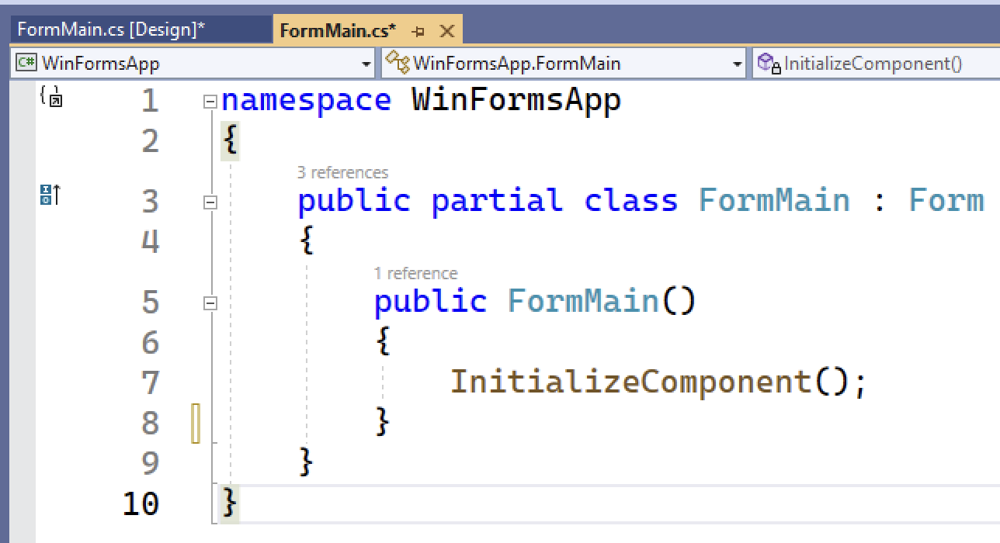 FormMain.cs [Design]* FormMain.cs*
C# WinFormsApp WinFormsApp.FormMain InitializeComponent()
1 namespace WinFormsApp
2 {
3 references
3 public partial class FormMain : Form
4 {
1 reference
5 public FormMain()
6 {
7 InitializeComponent();
8 }
9 }
10 }